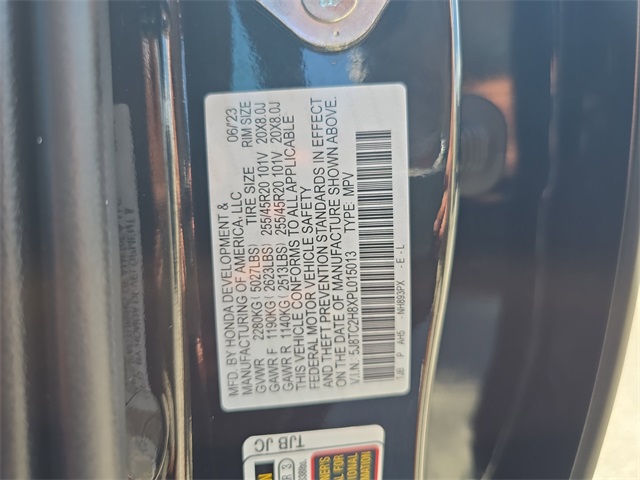 MFD. BY HONDA DEVELOPMENT & 06/'23
MANUFACTURING OF AMERICA, LLC
TIRE SIZE RIM SIZE
GVWR 2280KG( 5027LBS)
GAWR F 1190KG( 2623LBS) 255/45R20 101V 20X8.0J
GAWR R 1140KG( 2513LBS) 255/45R20 101V 20X8.0J
THIS VEHICLE CONFORMS TO ALL APPLICABLE
FEDERAL MOTOR VEHICLE SAFETY
AND THEFT PREVENTION STANDARDS IN EFFECT
ON THE DATE OF MANUFACTURE SHOWN ABOVE.
V.I.N.: 5J8TC2H8XPL015013 TYPE: MPV
TJB P AH5 - NH893PX - E - L
TJB JC